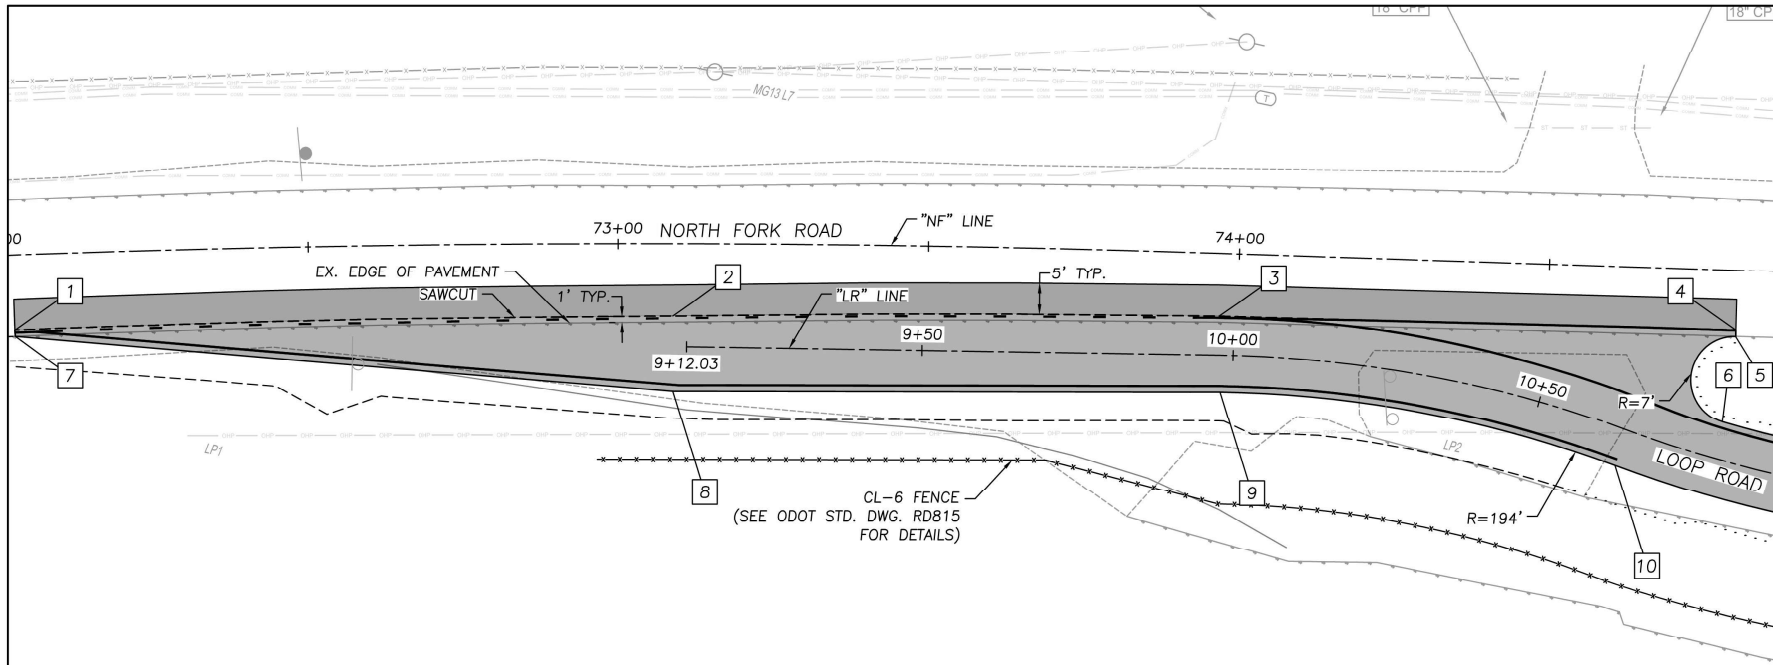 18" CPP
18" CP
MG13 L7
T
00
73+00
NORTH FORK ROAD
"NF" LINE
74+00
1
EX. EDGE OF PAVEMENT
SAWCUT
1' TYP.
2
"LR" LINE
5' TYP.
3
4
9+12.03
9+50
10+00
10+50
R=7'
6
5
7
LP1
8
CL-6 FENCE
(SEE ODOT STD. DWG. RD815
FOR DETAILS)
9
LP2
LOOP ROAD
R=194'
10